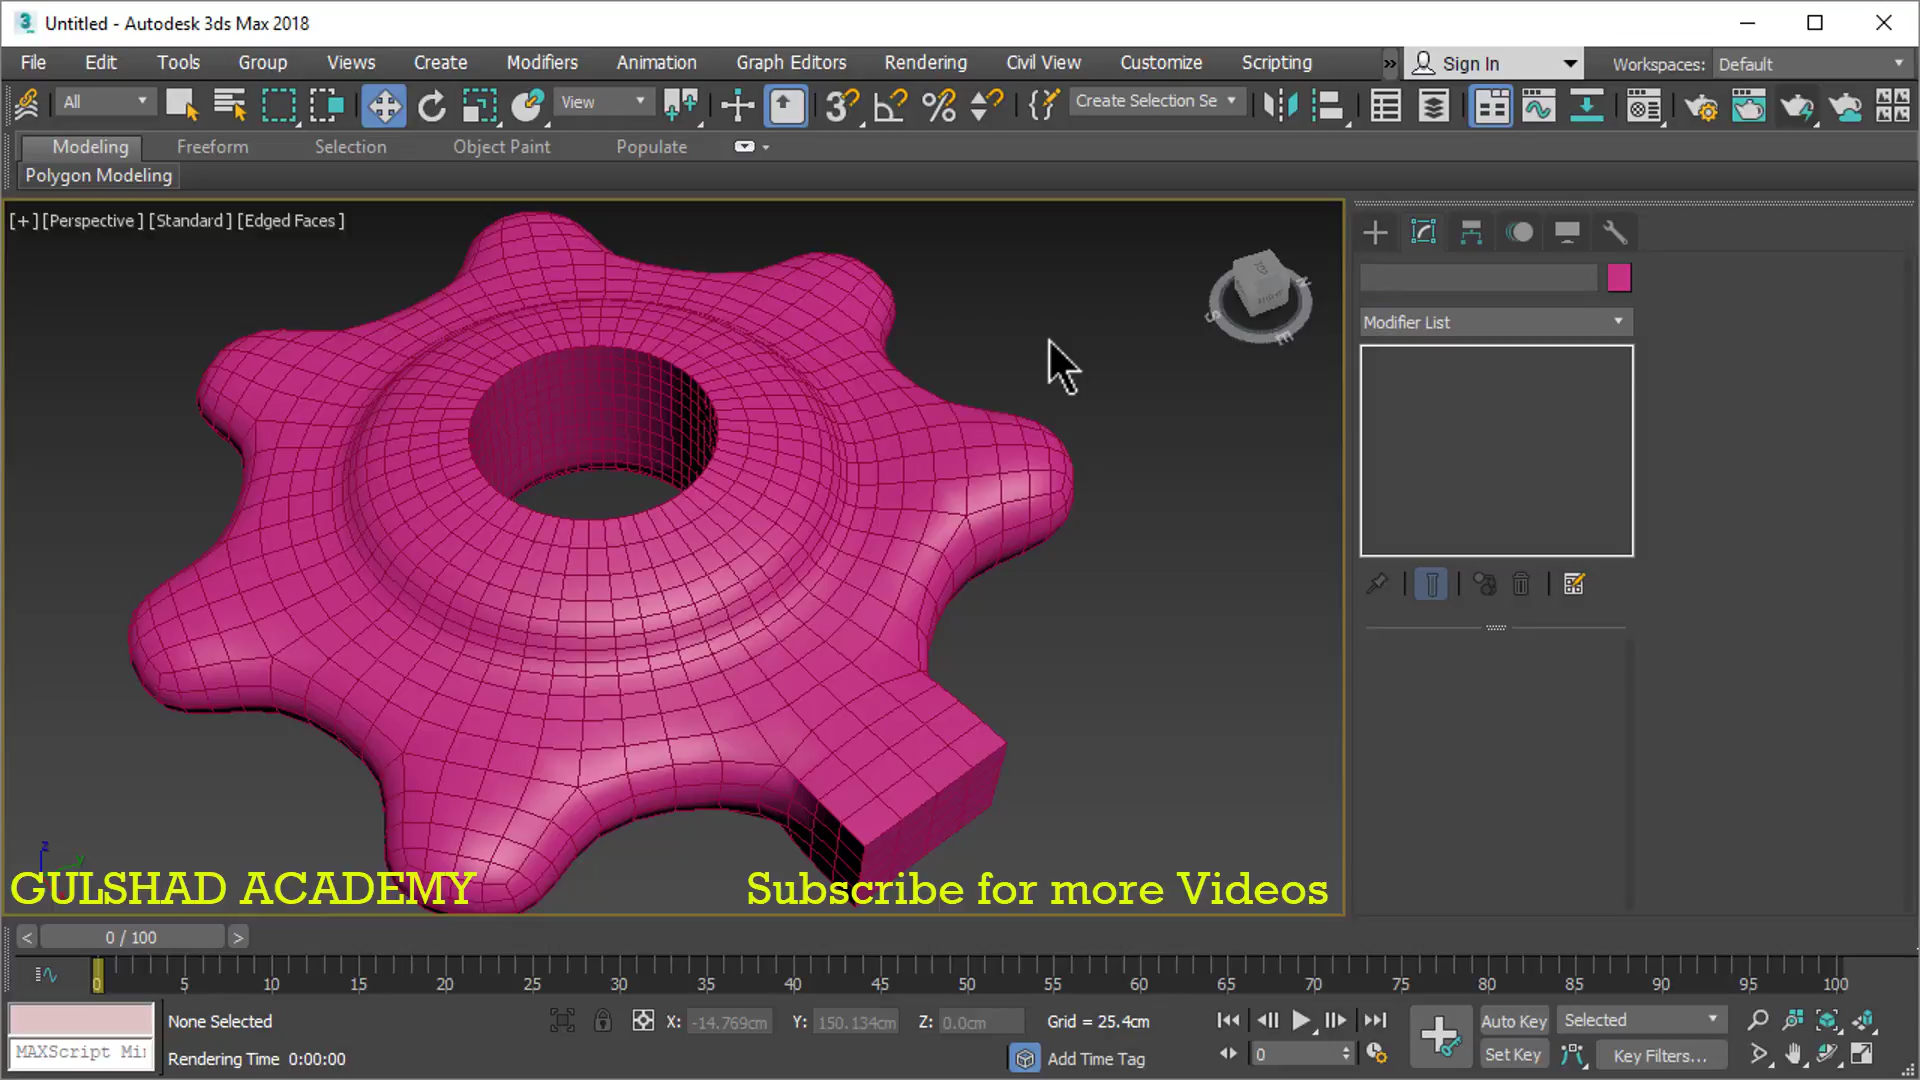 Untitled - Autodesk 3ds Max 2018
File Edit Tools Group Views Create Modifiers Animation Graph Editors Rendering Civil View Customize Scripting » Sign In Workspaces: Default
All View Create Selection Se
Modeling Freeform Selection Object Paint Populate
Polygon Modeling
[+] [Perspective] [Standard] [Edged Faces]
TOP
N
S
E
Modifier List
z
y
GULSHAD ACADEMY Subscribe for more Videos
< 0 / 100 >
0 5 10 15 20 25 30 35 40 45 50 55 60 65 70 75 80 85 90 95 100
None Selected X: -14.769cm Y: 150.134cm Z: 0.0cm Grid = 25.4cm Auto Key Selected
MAXScript Mi
Rendering Time 0:00:00 Add Time Tag 0 Set Key Key Filters...